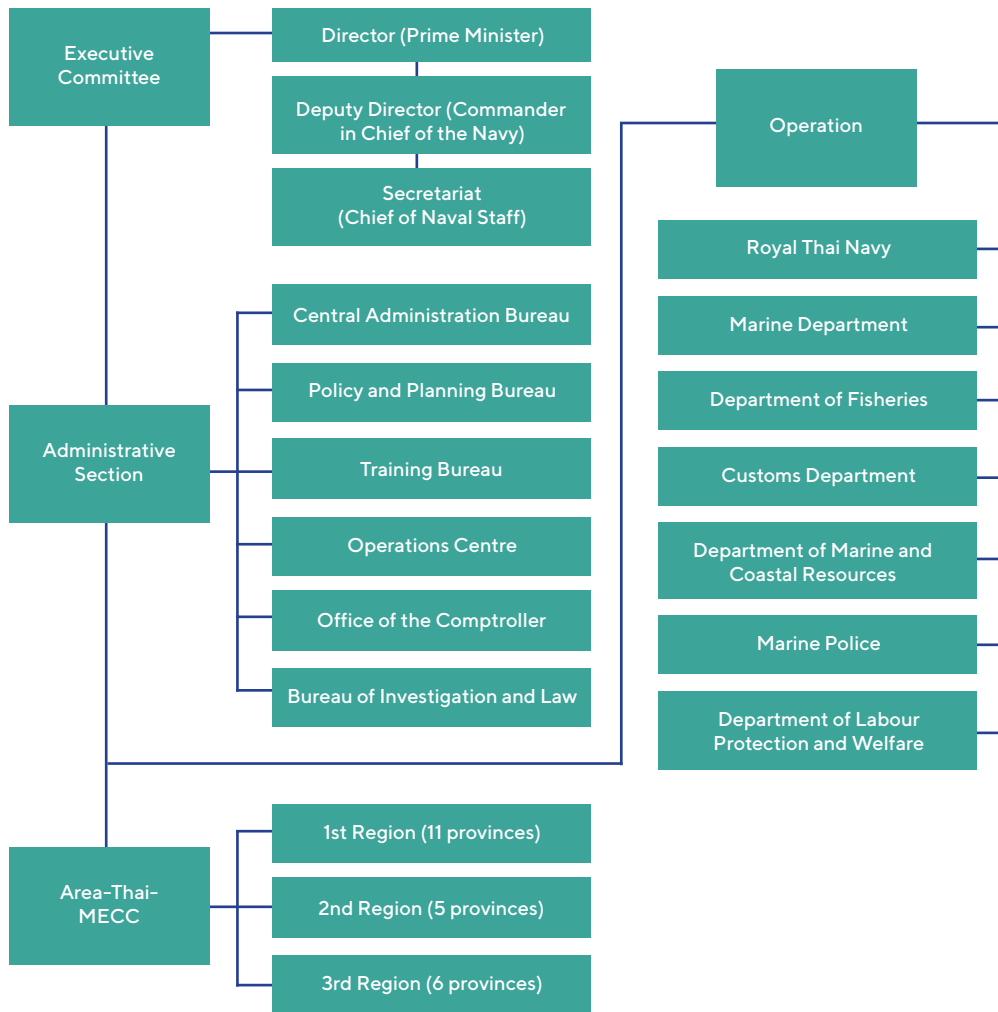 Executive
Committee
Director (Prime Minister)
Deputy Director (Commander
in Chief of the Navy)
Secretariat
(Chief of Naval Staff)
Administrative
Section
Central Administration Bureau
Policy and Planning Bureau
Training Bureau
Operations Centre
Office of the Comptroller
Bureau of Investigation and Law
Area-Thai-
MECC
1st Region (11 provinces)
2nd Region (5 provinces)
3rd Region (6 provinces)
Operation
Royal Thai Navy
Marine Department
Department of Fisheries
Customs Department
Department of Marine and
Coastal Resources
Marine Police
Department of Labour
Protection and Welfare